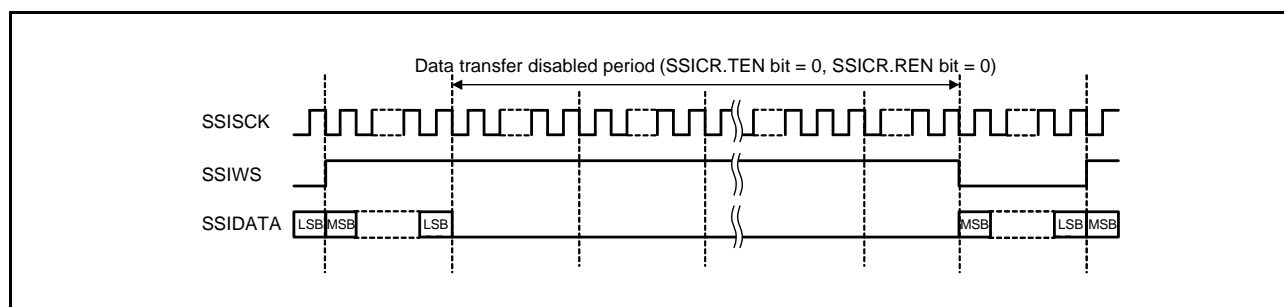 Data transfer disabled period (SSICR.TEN bit = 0, SSICR.REN bit = 0)
SSISCK
SSIWS
SSIDATA LSB MSB LSB MSB LSB MSB